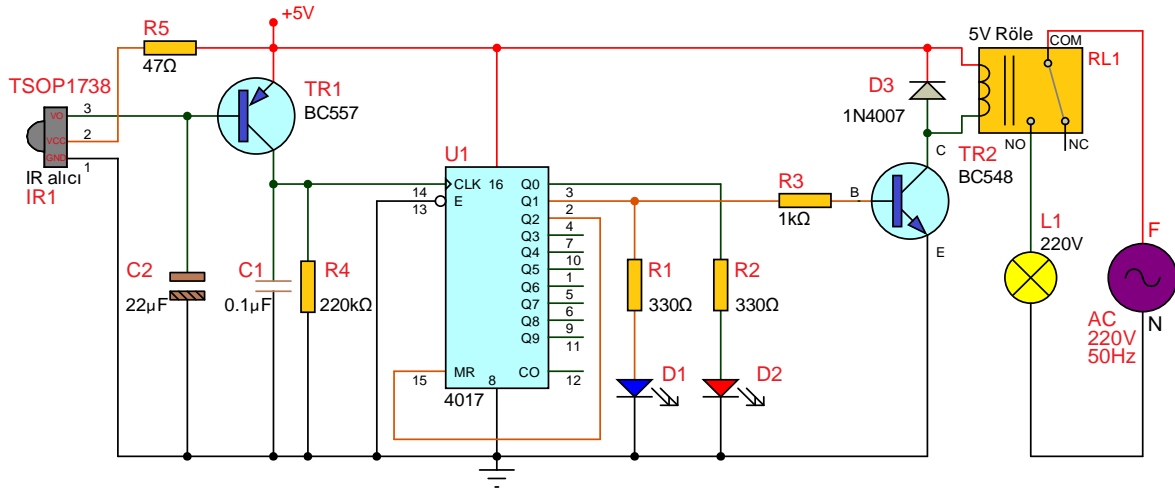 +5V
R5
47Ω
TSOP1738
3
VO
VCC
2
GND
1
IR alıcı
IR1
TR1
BC557
C2
22µF
C1
0.1µF
R4
220kΩ
U1
14
13
CLK
E
16
Q0
Q1
Q2
Q3
Q4
Q5
Q6
Q7
Q8
Q9
3
2
4
7
10
1
5
6
9
11
15
MR
8
CO
12
4017
R1
330Ω
R2
330Ω
D1
D2
R3
1kΩ
B
C
E
TR2
BC548
D3
1N4007
5V Röle
COM
RL1
NO
NC
L1
220V
F
N
AC
220V
50Hz